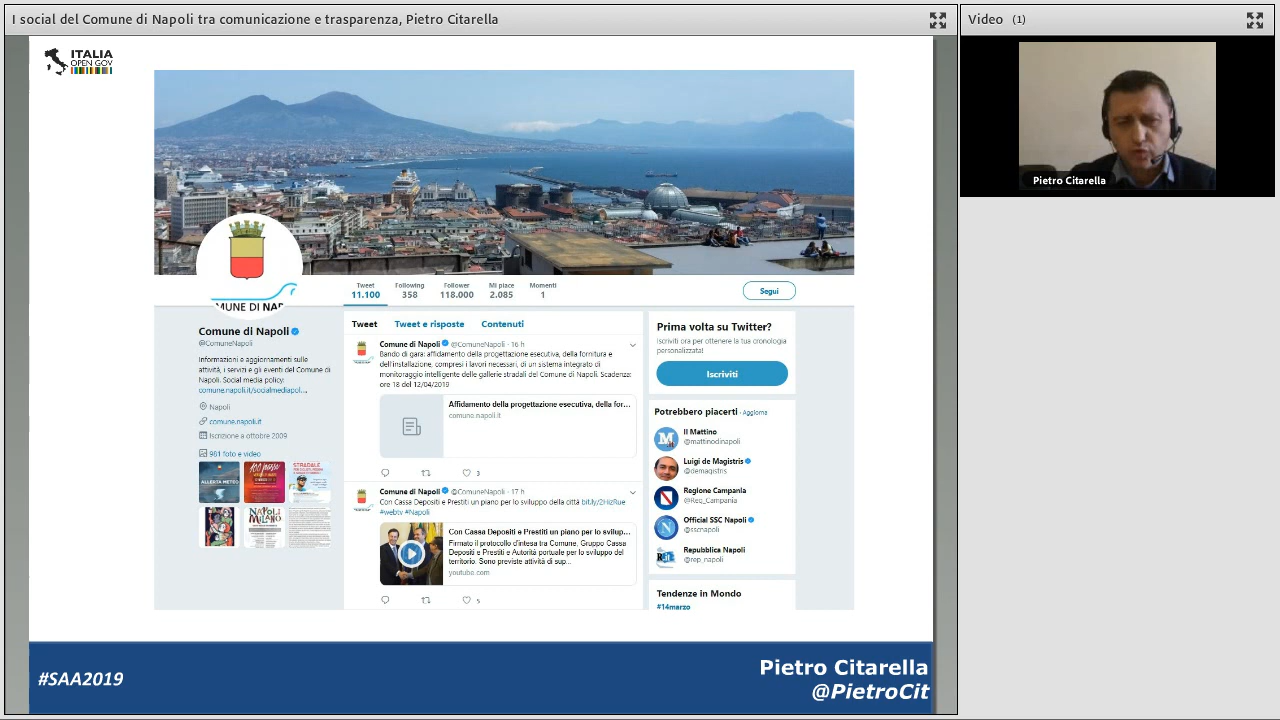 I social del Comune di Napoli tra comunicazione e trasparenza, Pietro Citarella
Video (1)
ITALIA
OPEN GOV
Pietro Citarella
MUNE DI NAP
Tweet
11.100
Following
358
Follower
118.000
Mi piace
2.085
Momenti
1
Segui
Comune di Napoli
@ComuneNapoli
Informazioni e aggiornamenti sulle
attività, i servizi e gli eventi del Comune di
Napoli. Social media policy:
comune.napoli.it/socialmediapol...
Napoli
comune.napoli.it
Iscrizione a ottobre 2009
981 foto e video
ALLERTA METEO
STRADALE
NAPOLI
MILANO
Tweet Tweet e risposte Contenuti
Comune di Napoli @ComuneNapoli · 16 h
Bando di gara: affidamento della progettazione esecutiva, della fornitura e
dell'installazione, compresi i lavori necessari, di un sistema integrato di
monitoraggio intelligente delle gallerie stradali del Comune di Napoli. Scadenza:
ore 18 del 12/04/2019
Affidamento della progettazione esecutiva, della for...
comune.napoli.it
3
Comune di Napoli @ComuneNapoli · 17 h
Con Cassa Depositi e Prestiti un piano per lo sviluppo della città bit.ly/2HizRue
#webtv #Napoli
Con Cassa Depositi e Prestiti un piano per lo svilup...
Firmato il protocollo d'intesa tra Comune, Gruppo Cassa
Depositi e Prestiti e Autorità portuale per lo sviluppo del
territorio. Sono previste attività di sup...
youtube.com
5
Prima volta su Twitter?
Iscriviti ora per ottenere la tua cronologia
personalizzata!
Iscriviti
Potrebbero piacerti · Aggiorna
Il Mattino
@mattinodinapoli
Luigi de Magistris
@demagistris
Regione Campania
@Reg_Campania
Official SSC Napoli
@sscnapoli
Repubblica Napoli
@rep_napoli
Tendenze in Mondo
#14marzo
#SAA2019
Pietro Citarella
@PietroCit